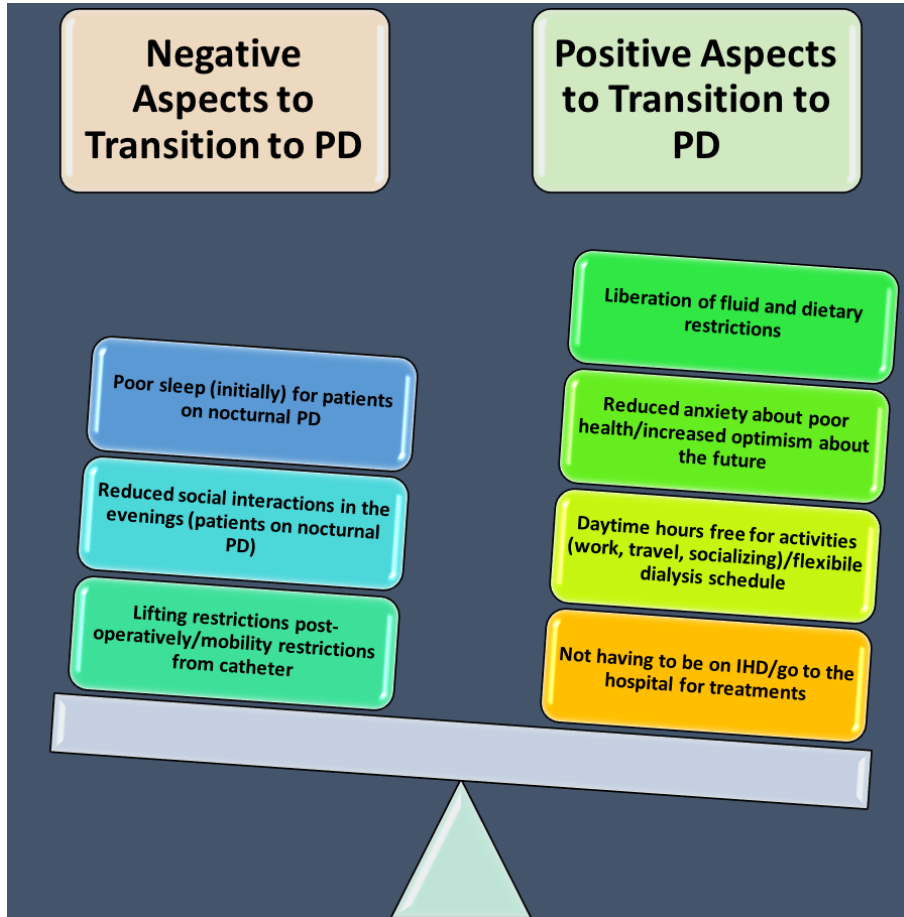 Negative
Aspects to
Transition to PD
Positive Aspects
to Transition to
PD
Poor sleep (initially) for patients
on nocturnal PD
Reduced social interactions in the
evenings (patients on nocturnal
PD)
Lifting restrictions post-
operatively/mobility restrictions
from catheter
Liberation of fluid and dietary
restrictions
Reduced anxiety about poor
health/increased optimism about
the future
Daytime hours free for activities
(work, travel, socializing)/flexibile
dialysis schedule
Not having to be on IHD/go to the
hospital for treatments